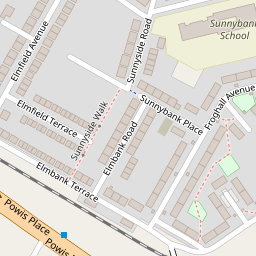 Sunnybank
School
Elmfield Avenue
Sunnyside Road
Froghall Avenue
Sunnybank Place
Sunnyside Walk
Elmfield Terrace
Elmbank Road
Elmbank Terrace
Powis Place
Powis